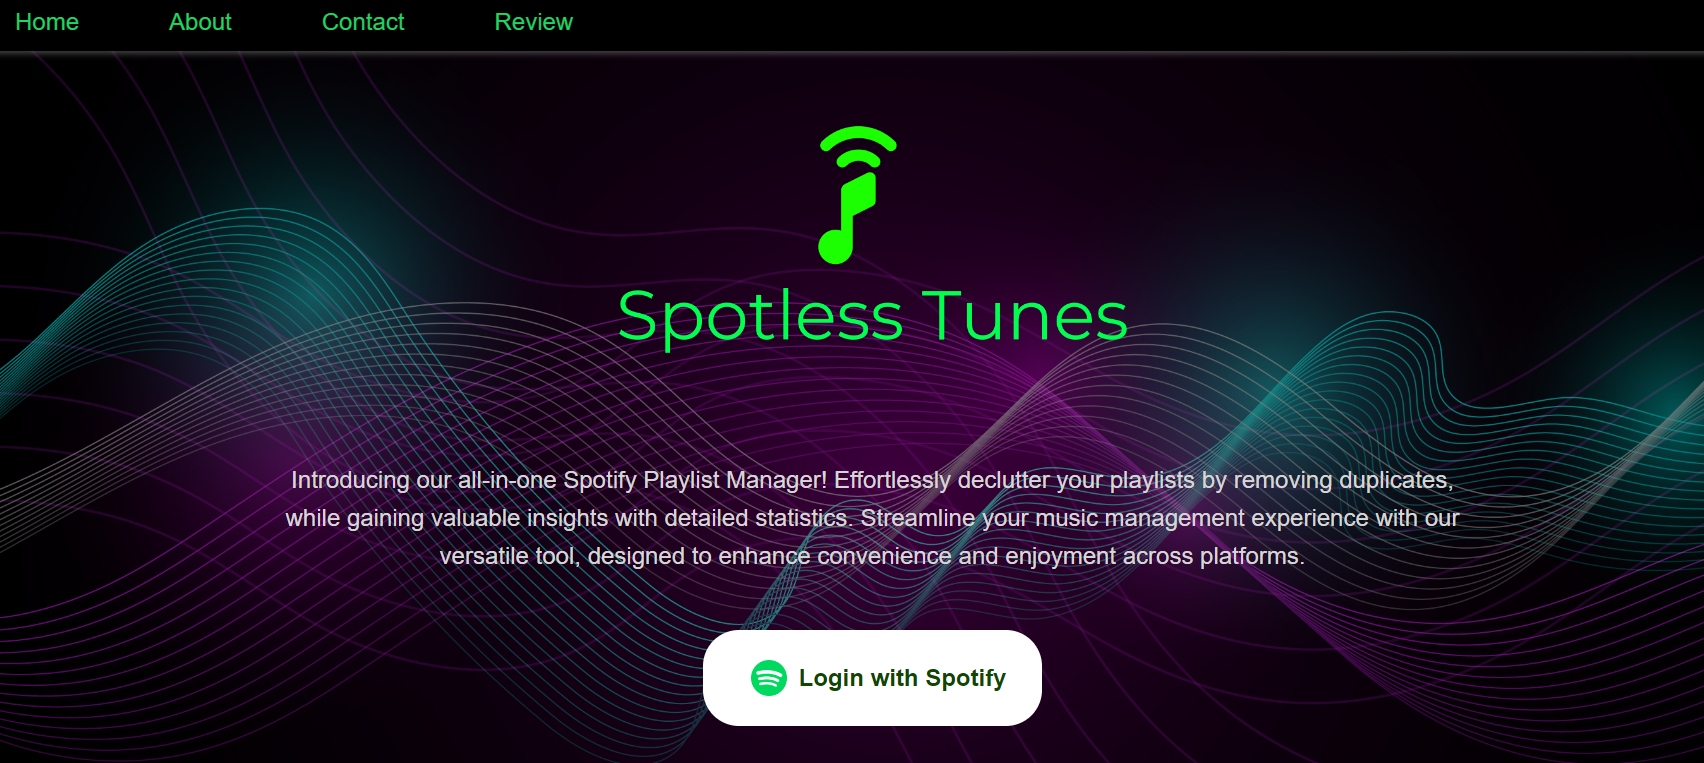 Home About Contact Review
Spotless Tunes
Introducing our all-in-one Spotify Playlist Manager! Effortlessly declutter your playlists by removing duplicates,
while gaining valuable insights with detailed statistics. Streamline your music management experience with our
versatile tool, designed to enhance convenience and enjoyment across platforms.
Login with Spotify